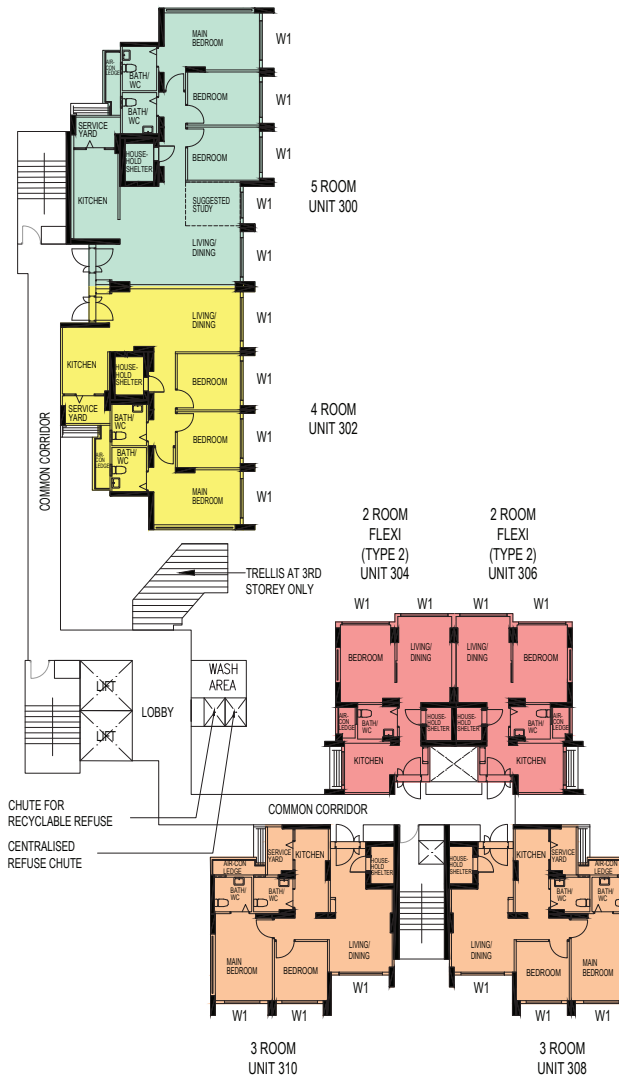 MAIN
BEDROOM
W1
AIR-
CON
LEDGE
BATH/
WC
BEDROOM
W1
BATH/
WC
SERVICE
YARD
HOUSE-
HOLD
SHELTER
BEDROOM
W1
KITCHEN
SUGGESTED
STUDY
W1
5 ROOM
UNIT 300
LIVING/
DINING
W1
LIVING/
DINING
W1
KITCHEN
HOUSE-
HOLD
SHELTER
BEDROOM
W1
SERVICE
YARD
BATH/
WC
BEDROOM
W1
4 ROOM
UNIT 302
AIR-
CON
LEDGE
BATH/
WC
MAIN
BEDROOM
W1
COMMON CORRIDOR
TRELLIS AT 3RD
STOREY ONLY
2 ROOM
FLEXI
(TYPE 2)
UNIT 304
2 ROOM
FLEXI
(TYPE 2)
UNIT 306
W1
W1
W1
W1
BEDROOM
LIVING/
DINING
LIVING/
DINING
BEDROOM
AIR-
CON
LEDGE
BATH/
WC
HOUSE-
HOLD
SHELTER
HOUSE-
HOLD
SHELTER
BATH/
WC
AIR-
CON
LEDGE
KITCHEN
KITCHEN
LIFT
LIFT
LOBBY
WASH
AREA
CHUTE FOR
RECYCLABLE REFUSE
CENTRALISED
REFUSE CHUTE
COMMON CORRIDOR
SERVICE
YARD
KITCHEN
HOUSE-
HOLD
SHELTER
HOUSE-
HOLD
SHELTER
KITCHEN
SERVICE
YARD
AIR-CON
LEDGE
BATH/
WC
BATH/
WC
BATH/
WC
BATH/
WC
AIR-CON
LEDGE
MAIN
BEDROOM
BEDROOM
LIVING/
DINING
LIVING/
DINING
BEDROOM
MAIN
BEDROOM
W1
W1
W1
W1
W1
W1
3 ROOM
UNIT 310
3 ROOM
UNIT 308